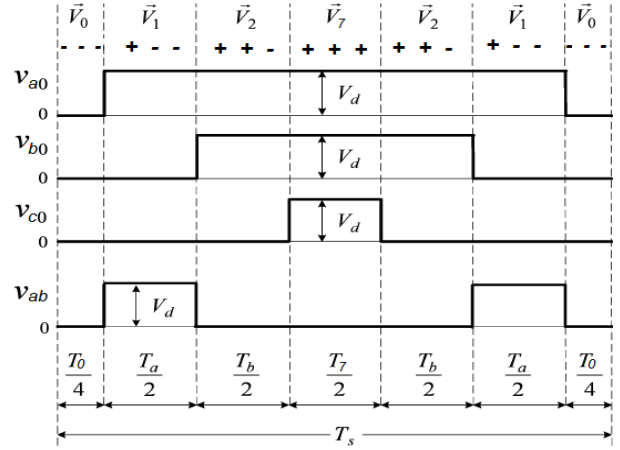 V⃗0 V⃗1 V⃗2 V⃗7 V⃗2 V⃗1 V⃗0
- - - + - - + + - + + + + + - + - - - - -
va0
Vd
0
vb0
Vd
0
vc0
Vd
0
vab
Vd
0
T0/4 Ta/2 Tb/2 T7/2 Tb/2 Ta/2 T0/4
Ts